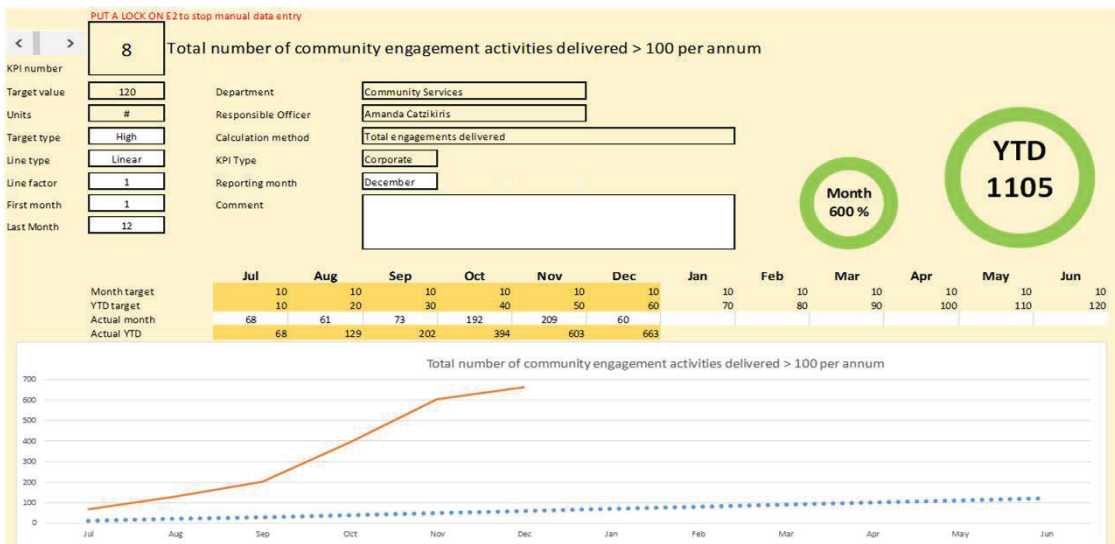 PUT A LOCK ON E2 to stop manual data entry
8
Total number of community engagement activities delivered > 100 per annum
KPI number
Target value 120 Department Community Services
Units # Responsible Officer Amanda Catzikiris
Target type High Calculation method Total engagements delivered
Line type Linear KPI Type Corporate
Line factor 1 Reporting month December
First month 1 Comment
Last Month 12
Month
600 %
YTD
1105
Jul Aug Sep Oct Nov Dec Jan Feb Mar Apr May Jun
Month target 10 10 10 10 10 10 10 10 10 10 10 10
YTD target 10 20 30 40 50 60 70 80 90 100 110 120
Actual month 68 61 73 192 209 60
Actual YTD 68 129 202 394 603 663
Total number of community engagement activities delivered > 100 per annum
700
600
500
400
300
200
100
0
Jul Aug Sep Oct Nov Dec Jan Feb Mar Apr May Jun